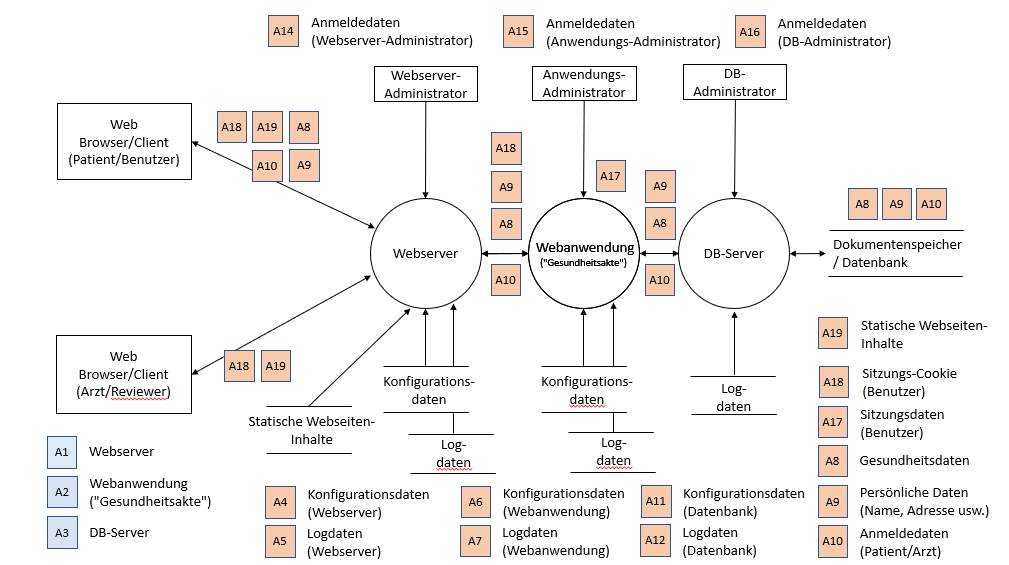 A14
Anmeldedaten
(Webserver-Administrator)
A15
Anmeldedaten
(Anwendungs-Administrator)
A16
Anmeldedaten
(DB-Administrator)
Webserver-
Administrator
Anwendungs-
Administrator
DB-
Administrator
Web
Browser/Client
(Patient/Benutzer)
A18
A19
A8
A10
A9
A18
A9
A8
A10
A17
A9
A8
A10
Webserver
Webanwendung
("Gesundheitsakte")
DB-Server
A8
A9
A10
Dokumentenspeicher
/ Datenbank
Web
Browser/Client
(Arzt/Reviewer)
A18
A19
Statische Webseiten-
Inhalte
Konfigurations-
daten
Log-
daten
Konfigurations-
daten
Log-
daten
Log-
daten
A19
Statische Webseiten-
Inhalte
A18
Sitzungs-Cookie
(Benutzer)
A17
Sitzungsdaten
(Benutzer)
A8
Gesundheitsdaten
A9
Persönliche Daten
(Name, Adresse usw.)
A10
Anmeldedaten
(Patient/Arzt)
A1
Webserver
A2
Webanwendung
("Gesundheitsakte")
A3
DB-Server
A4
Konfigurationsdaten
(Webserver)
A5
Logdaten
(Webserver)
A6
Konfigurationsdaten
(Webanwendung)
A7
Logdaten
(Webanwendung)
A11
Konfigurationsdaten
(Datenbank)
A12
Logdaten
(Datenbank)